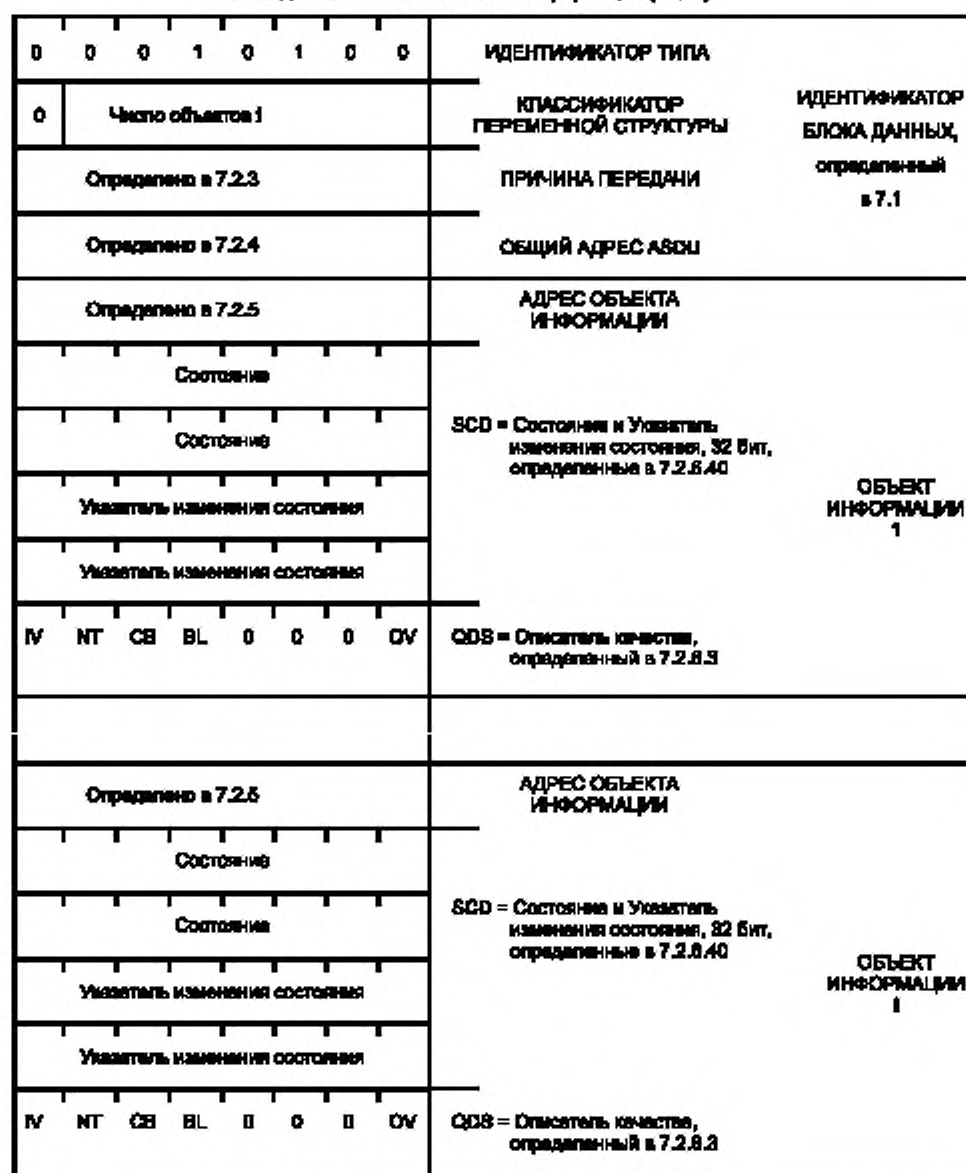 0 0 0 1 0 1 0 0 ИДЕНТИФИКАТОР ТИПА
0 Число объектов i
КЛАССИФИКАТОР
ПЕРЕМЕННОЙ СТРУКТУРЫ
ИДЕНТИФИКАТОР
БЛОКА ДАННЫХ,
определенный
в 7.1
Определено в 7.2.3 ПРИЧИНА ПЕРЕДАЧИ
Определено в 7.2.4 ОБЩИЙ АДРЕС ASDU
Определено в 7.2.5
АДРЕС ОБЪЕКТА
ИНФОРМАЦИИ
Состояние
Состояние
Указатель изменения состояния
Указатель изменения состояния
SCD = Состояние и Указатель
изменения состояния, 32 бит,
определенные в 7.2.6.40
ОБЪЕКТ
ИНФОРМАЦИИ
1
IV NT СВ BL 0 0 0 OV
QDS = Описатель качества,
определенный в 7.2.6.3
Определено в 7.2.5
АДРЕС ОБЪЕКТА
ИНФОРМАЦИИ
Состояние
Состояние
Указатель изменения состояния
Указатель изменения состояния
SCD = Состояние и Указатель
изменения состояния, 32 бит,
определенные в 7.2.6.40
ОБЪЕКТ
ИНФОРМАЦИИ
i
IV NT СВ BL 0 0 0 OV
QDS = Описатель качества,
определенный в 7.2.6.3